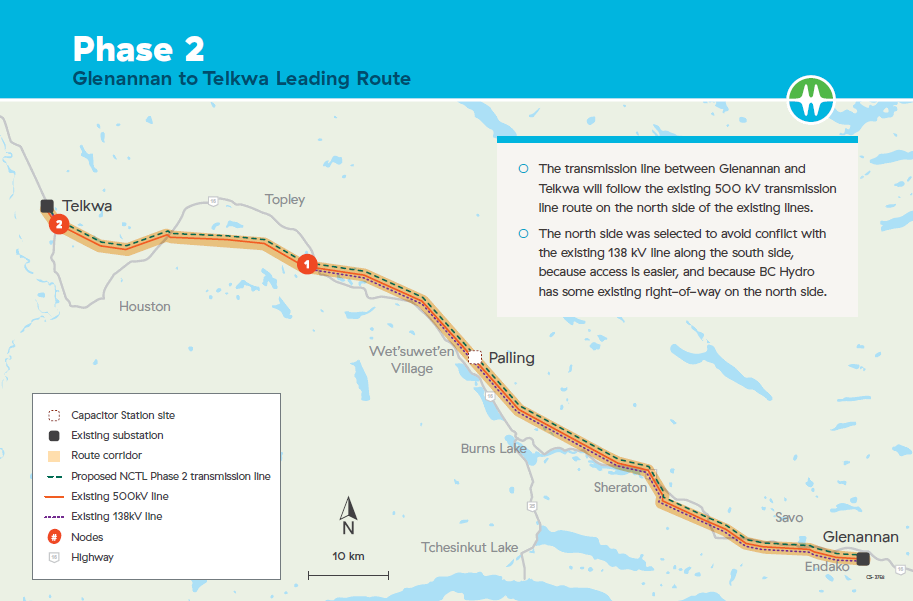 Phase 2
Glenannan to Telkwa Leading Route
The transmission line between Glenannan and
Telkwa will follow the existing 500 kV transmission
line route on the north side of the existing lines.
The north side was selected to avoid conflict with
the existing 138 kV line along the south side,
because access is easier, and because BC Hydro
has some existing right-of-way on the north side.
Telkwa
2
16
Topley
1
Houston
Wet'suwet'en
Village
Palling
16
Burns Lake
Sheraton
Tchesinkut Lake
Savo
Glenannan
Endako
16
Capacitor Station site
Existing substation
Route corridor
Proposed NCTL Phase 2 transmission line
Existing 500kV line
Existing 138kV line
#
Nodes
Highway
N
10 km